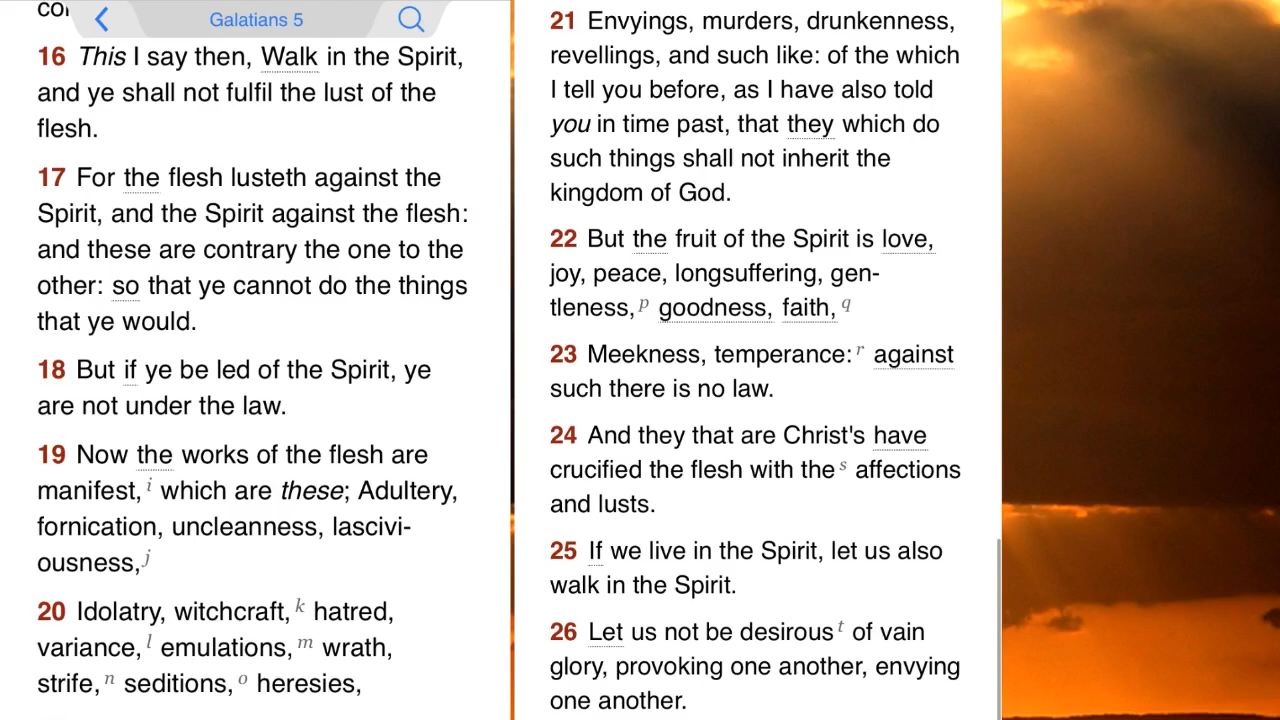 Galatians 5
16 This I say then, Walk in the Spirit,
and ye shall not fulfil the lust of the
flesh.
17 For the flesh lusteth against the
Spirit, and the Spirit against the flesh:
and these are contrary the one to the
other: so that ye cannot do the things
that ye would.
18 But if ye be led of the Spirit, ye
are not under the law.
19 Now the works of the flesh are
manifest, i which are these; Adultery,
fornication, uncleanness, lascivi-
ousness, j
20 Idolatry, witchcraft, k hatred,
variance, l emulations, m wrath,
strife, n seditions, o heresies,
21 Envyings, murders, drunkenness,
revellings, and such like: of the which
I tell you before, as I have also told
you in time past, that they which do
such things shall not inherit the
kingdom of God.
22 But the fruit of the Spirit is love,
joy, peace, longsuffering, gen-
tleness, p goodness, faith, q
23 Meekness, temperance: r against
such there is no law.
24 And they that are Christ's have
crucified the flesh with the s affections
and lusts.
25 If we live in the Spirit, let us also
walk in the Spirit.
26 Let us not be desirous t of vain
glory, provoking one another, envying
one another.